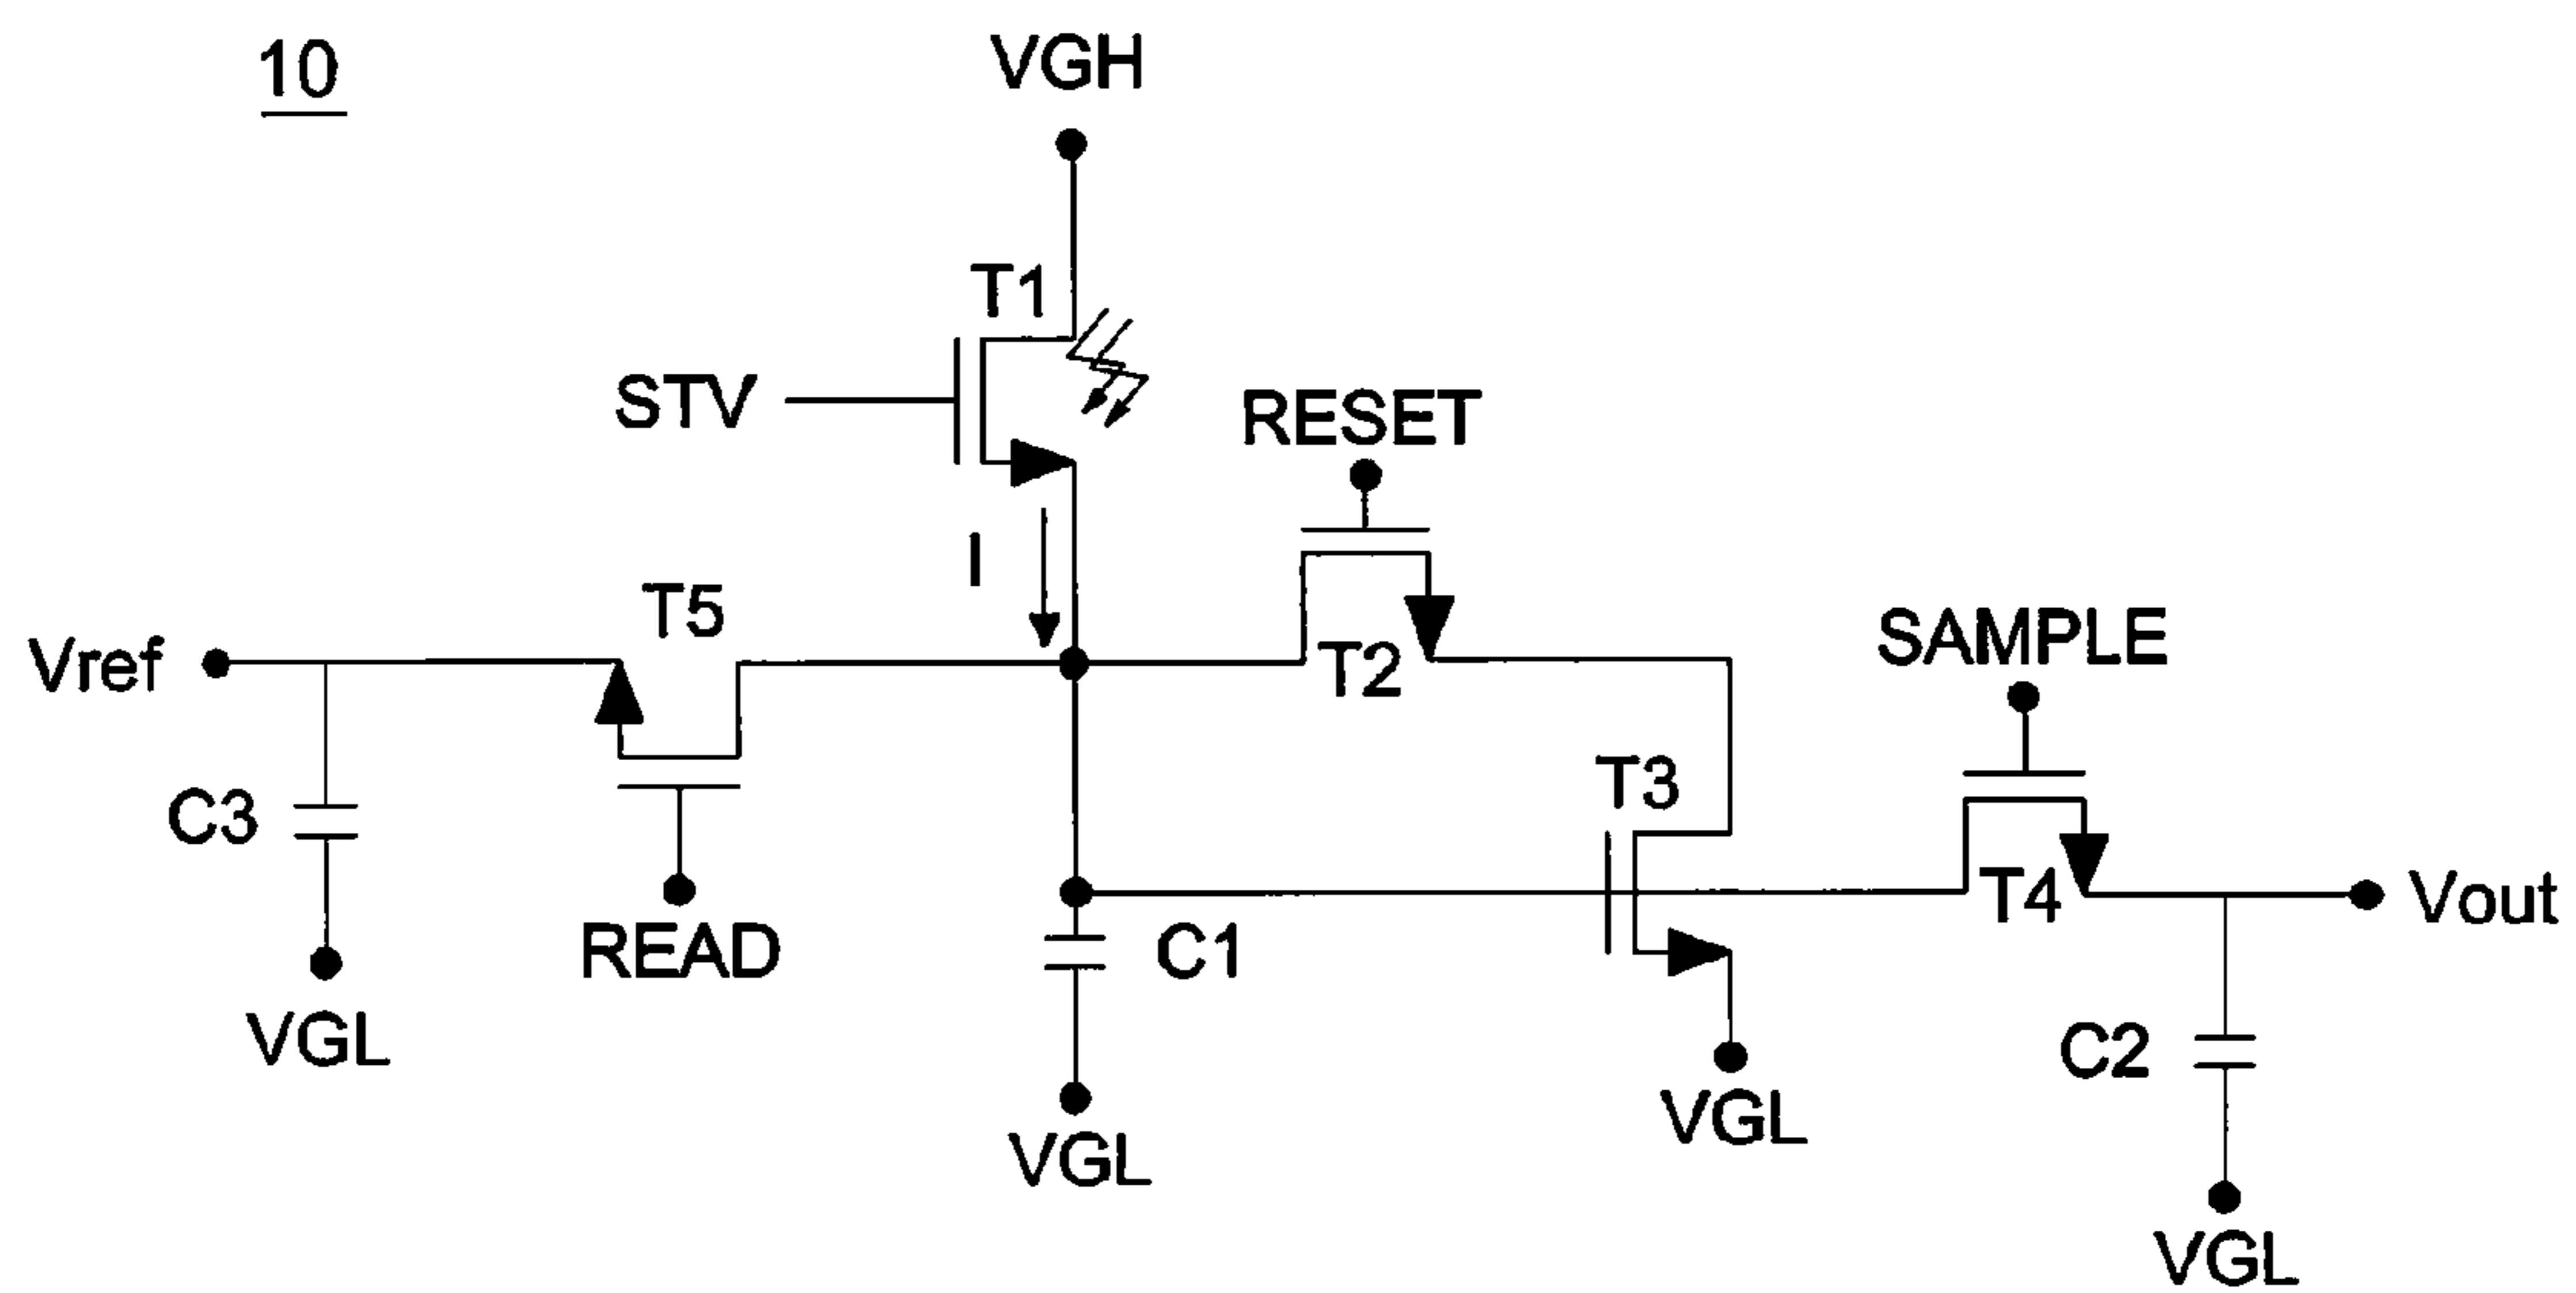 10
VGH
T1
STV
RESET
I
T5
Vref
T2
SAMPLE
T3
C3
T4
Vout
READ
C1
VGL
C2
VGL
VGL
VGL